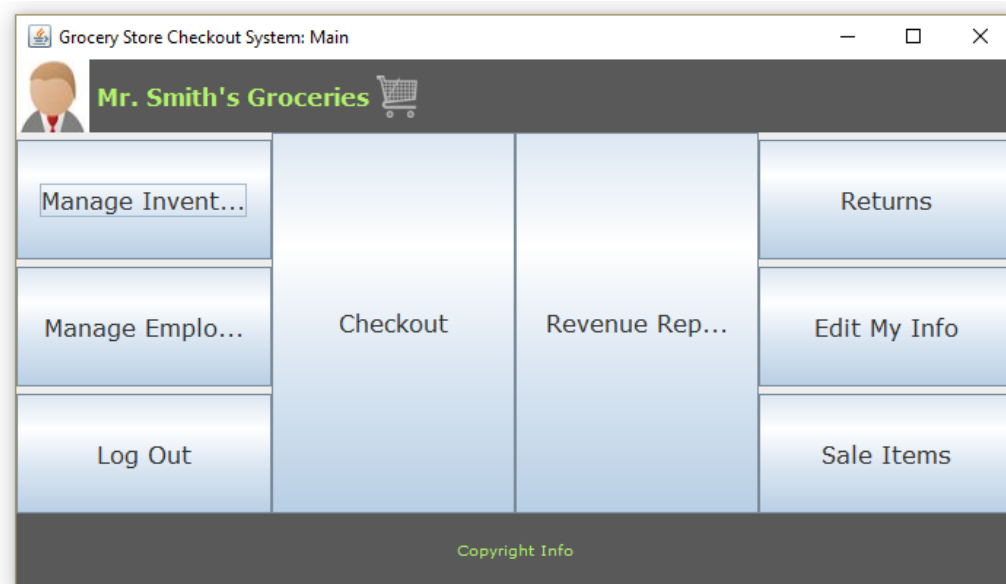 Grocery Store Checkout System: Main
Mr. Smith's Groceries
Manage Invent...
Manage Emplo...
Log Out
Checkout
Revenue Rep...
Returns
Edit My Info
Sale Items
Copyright Info